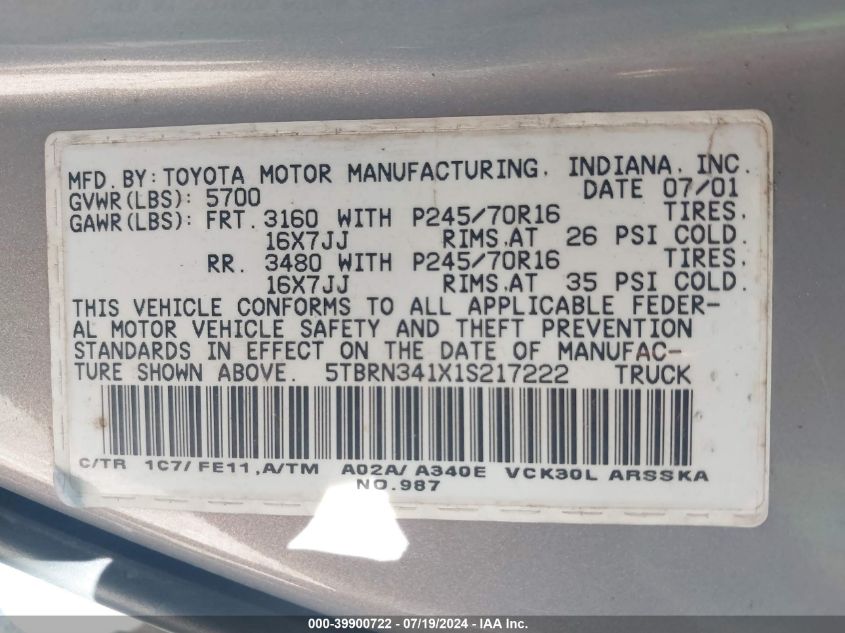 MFD. BY: TOYOTA MOTOR MANUFACTURING, INDIANA, INC.
GVWR(LBS): 5700 DATE 07/01
GAWR(LBS): FRT. 3160 WITH P245/70R16 TIRES.
16X7JJ RIMS.AT 26 PSI COLD.
RR. 3480 WITH P245/70R16 TIRES.
16X7JJ RIMS.AT 35 PSI COLD.
THIS VEHICLE CONFORMS TO ALL APPLICABLE FEDER-
AL MOTOR VEHICLE SAFETY AND THEFT PREVENTION
STANDARDS IN EFFECT ON THE DATE OF MANUFAC-
TURE SHOWN ABOVE. 5TBRN341X1S217222 TRUCK
C/TR 1C7/ FE11,A/TM A02A/ A340E VCK30L ARSSKA
NO.987
000-39900722 - 07/19/2024 - IAA Inc.